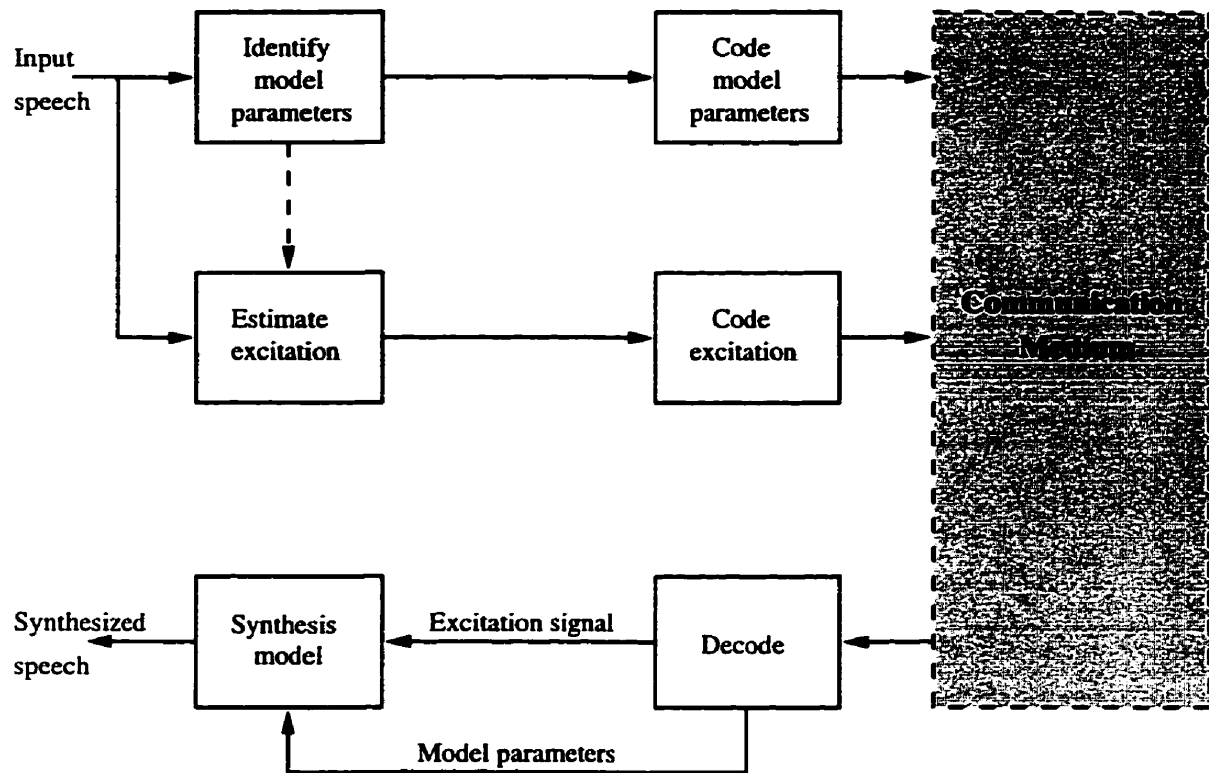 Input
speech
Identify
model
parameters
Code
model
parameters
Estimate
excitation
Code
excitation
Communication
Medium
Synthesized
speech
Synthesis
model
Excitation signal
Decode
Model parameters